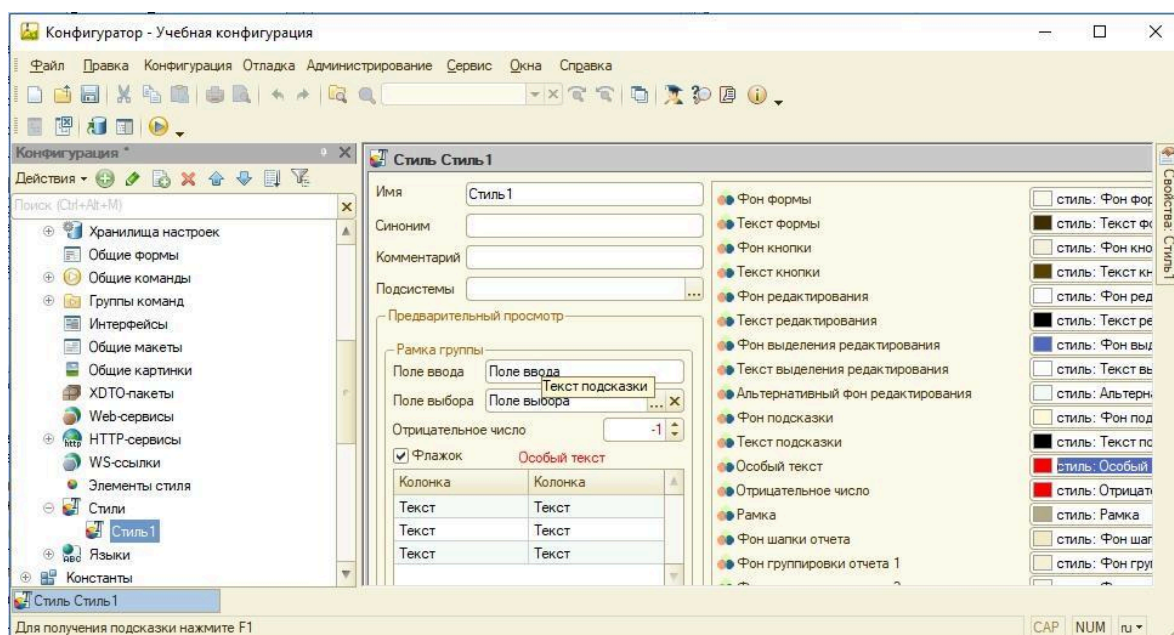 Конфигуратор - Учебная конфигурация
Файл Правка Конфигурация Отладка Администрирование Сервис Окна Справка
Конфигурация *
Действия
Поиск (Ctrl+Alt+M)
Хранилища настроек
Общие формы
Общие команды
Группы команд
Интерфейсы
Общие макеты
Общие картинки
XDTO-пакеты
Web-сервисы
HTTP-сервисы
WS-ссылки
Элементы стиля
Стили
Стиль1
Языки
Константы
Стиль Стиль1
Имя Стиль1
Синоним
Комментарий
Подсистемы ...
Предварительный просмотр
Рамка группы
Поле ввода Поле ввода
Текст подсказки
Поле выбора Поле выбора ... X
Отрицательное число -1
Флажок Особый текст
Колонка Колонка
Текст Текст
Текст Текст
Текст Текст
Фон формы стиль: Фон фор
Текст формы стиль: Текст фо
Фон кнопки стиль: Фон кно
Текст кнопки стиль: Текст кн
Фон редактирования стиль: Фон ред
Текст редактирования стиль: Текст ре
Фон выделения редактирования стиль: Фон выд
Текст выделения редактирования стиль: Текст вы
Альтернативный фон редактирования стиль: Альтерн
Фон подсказки стиль: Фон под
Текст подсказки стиль: Текст по
Особый текст стиль: Особый
Отрицательное число стиль: Отрицат
Рамка стиль: Рамка
Фон шапки отчета стиль: Фон шап
Фон группировки отчета 1 стиль: Фон гру
Свойства: Стиль1
Стиль Стиль1
Для получения подсказки нажмите F1
CAP NUM ru